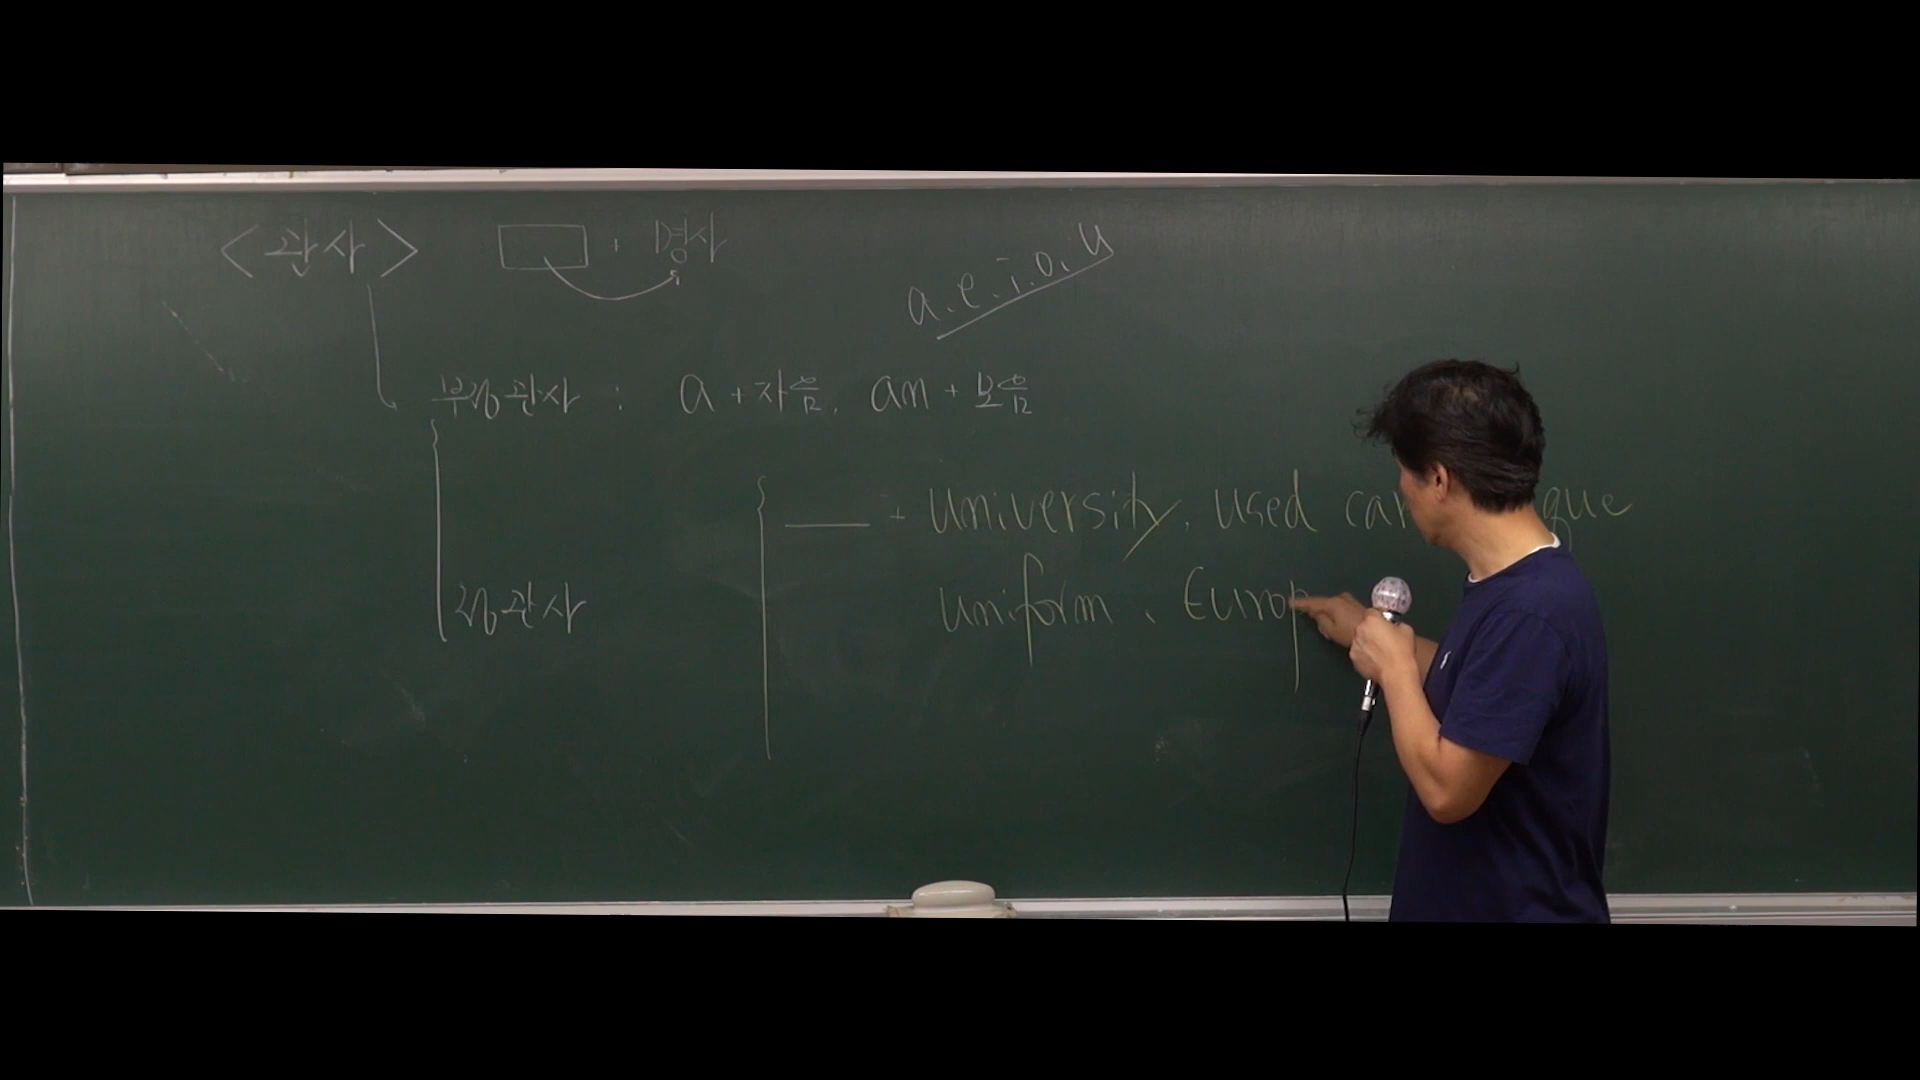 <관사> □ + 명사
a. e. i. o. u
부정관사 : a + 자음, an + 모음
+ university, used car
uniform, Europ
정관사